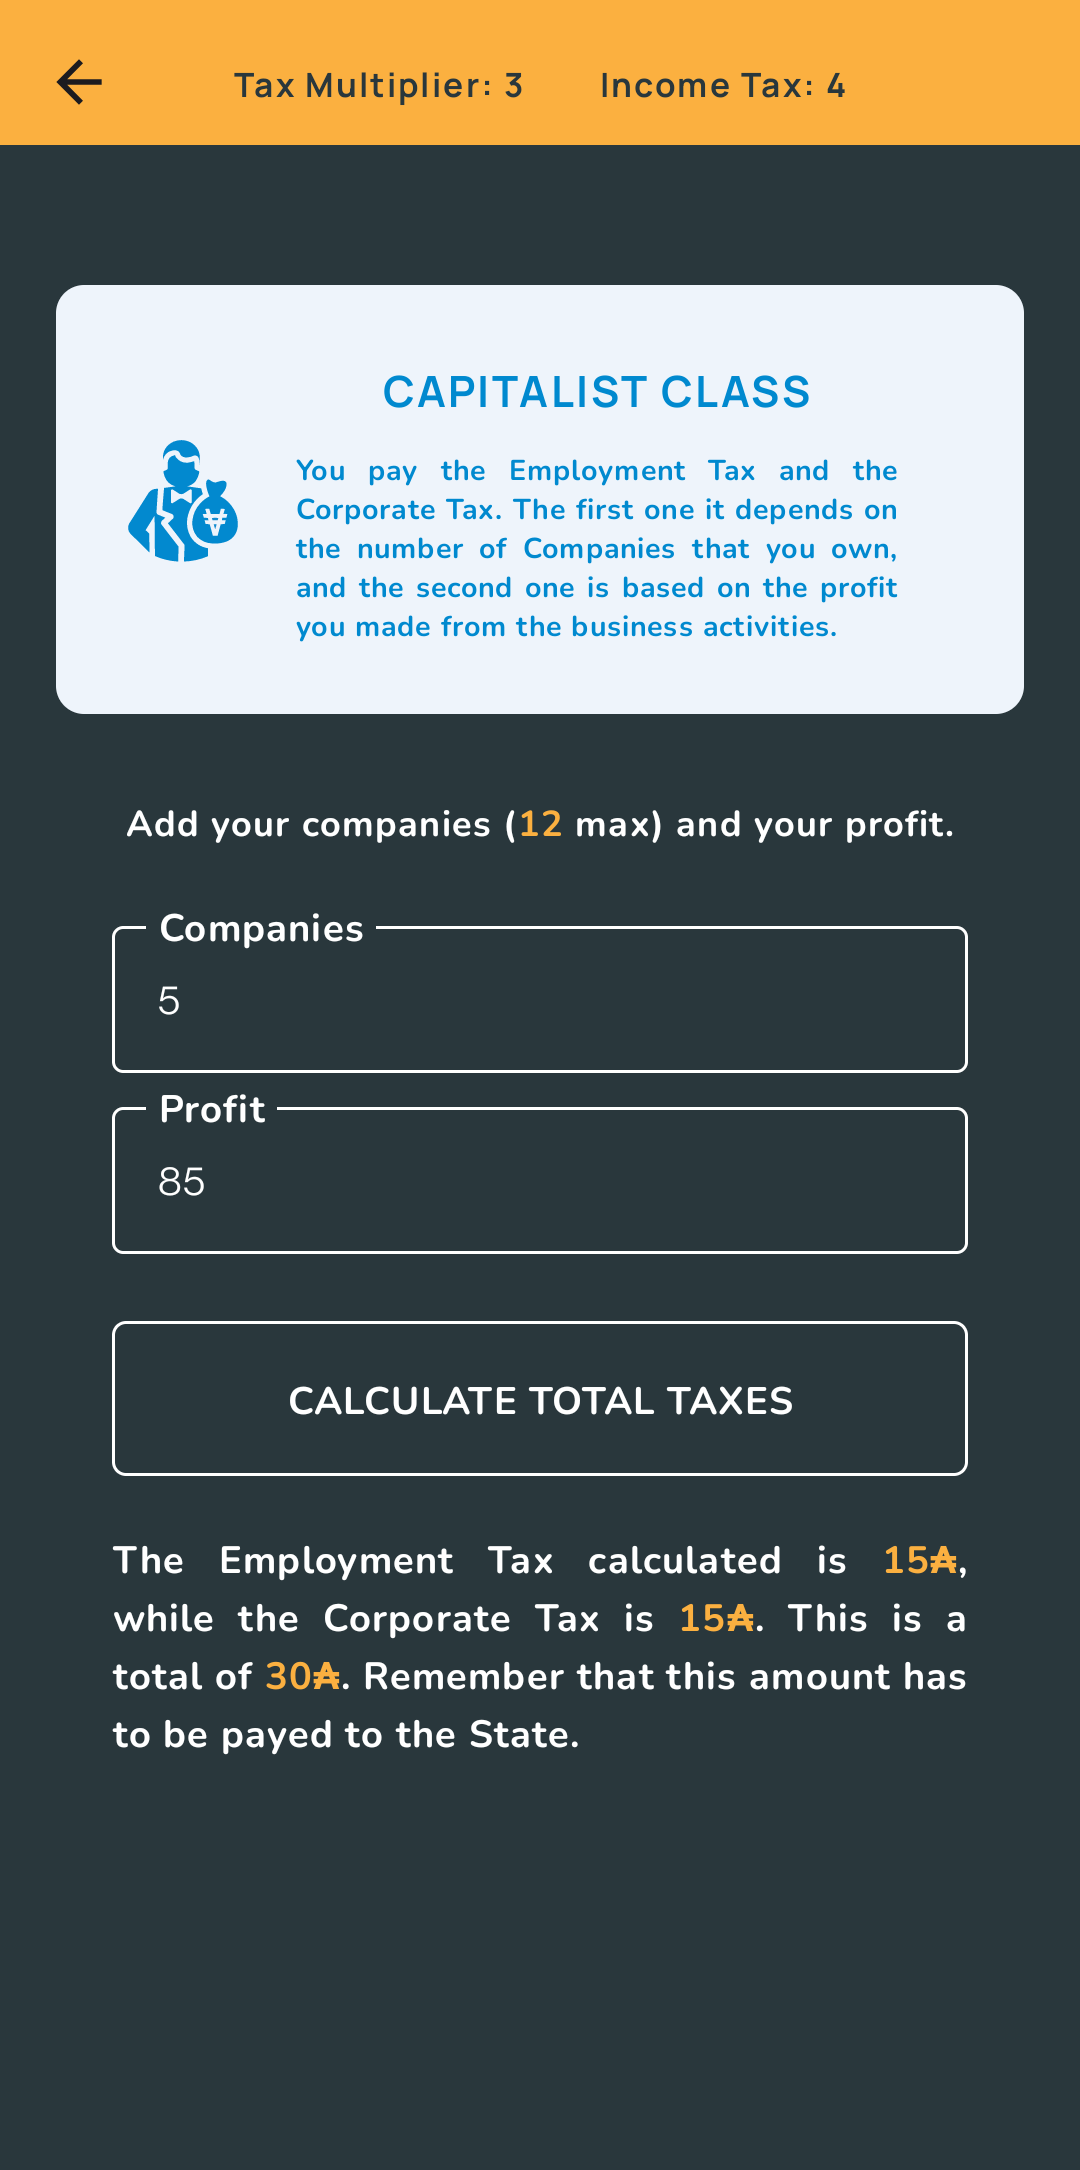 Tax Multiplier: 3 Income Tax: 4
CAPITALIST CLASS
You pay the Employment Tax and the
Corporate Tax. The first one it depends on
the number of Companies that you own,
and the second one is based on the profit
you made from the business activities.
Add your companies (12 max) and your profit.
Companies
5
Profit
85
CALCULATE TOTAL TAXES
The Employment Tax calculated is 15₳,
while the Corporate Tax is 15₳. This is a
total of 30₳. Remember that this amount has
to be payed to the State.